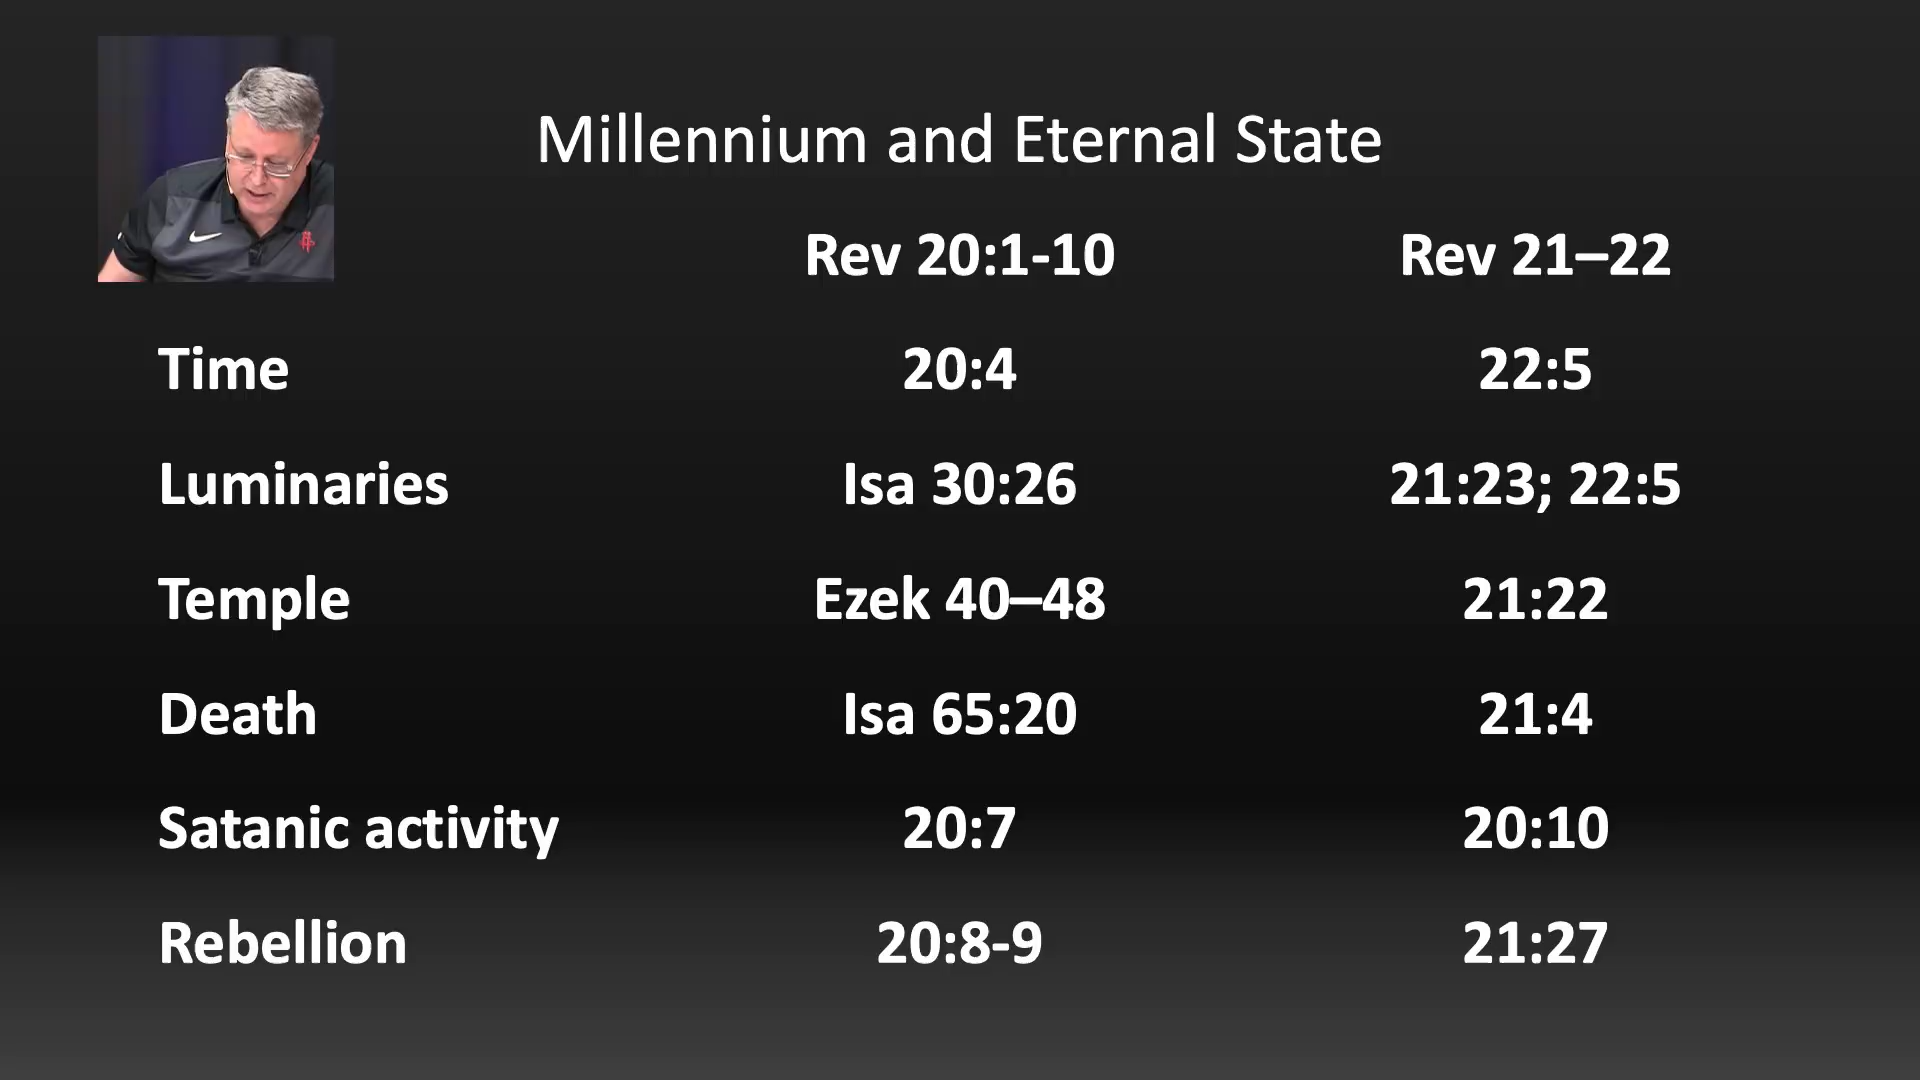 Millennium and Eternal State
Rev 20:1-10 Rev 21–22
Time 20:4 22:5
Luminaries Isa 30:26 21:23; 22:5
Temple Ezek 40–48 21:22
Death Isa 65:20 21:4
Satanic activity 20:7 20:10
Rebellion 20:8-9 21:27